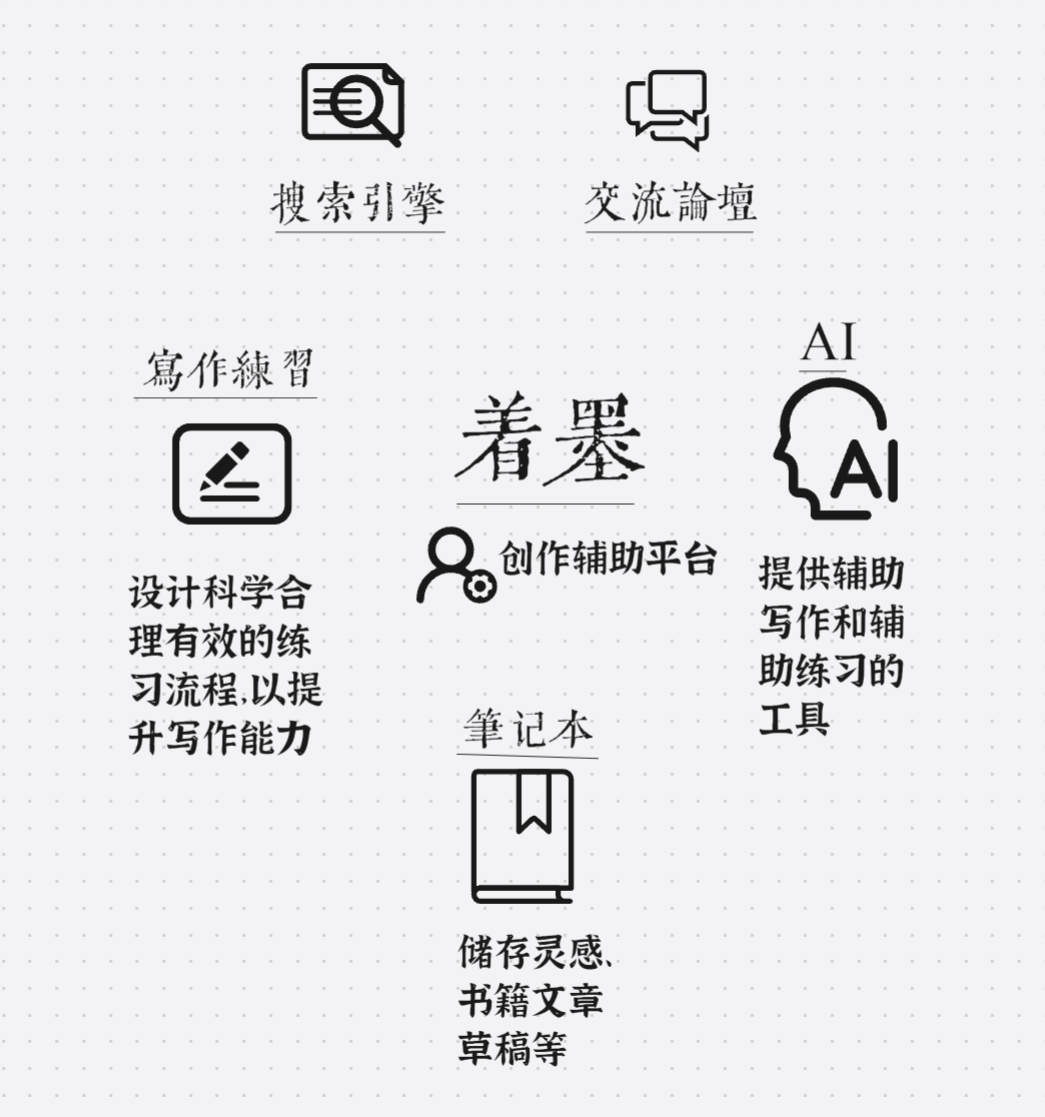 搜索引擎
交流論壇
寫作練習
设计科学合
理有效的练
习流程,以提
升写作能力
着墨
创作辅助平台
AI
AI
提供辅助
写作和辅
助练习的
工具
筆记本
储存灵感、
书籍文章
草稿等